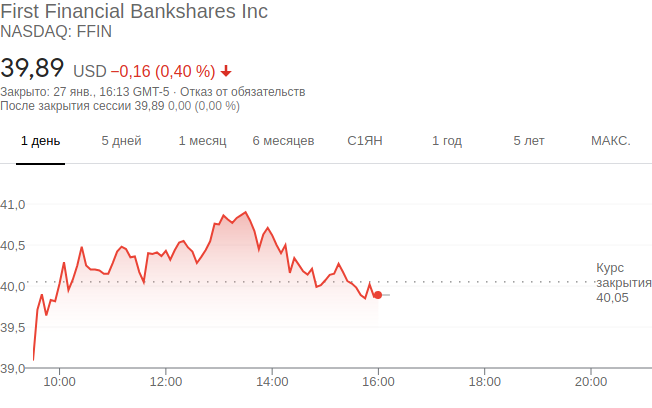 First Financial Bankshares Inc
NASDAQ: FFIN
39,89 USD −0,16 (0,40 %)
Закрыто: 27 янв., 16:13 GMT-5 · Отказ от обязательств
После закрытия сессии 39,89 0,00 (0,00 %)
1 день 5 дней 1 месяц 6 месяцев С1ЯН 1 год 5 лет МАКС.
41,0
40,5
Курс
закрытия
40,05
40,0
39,5
39,0
10:00 12:00 14:00 16:00 18:00 20:00